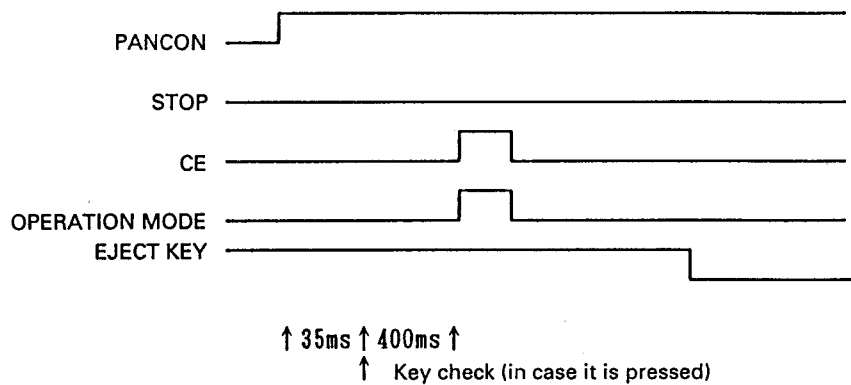 PANCON
STOP
CE
OPERATION MODE
EJECT KEY
↑ 35ms ↑ 400ms ↑
↑ Key check (in case it is pressed)